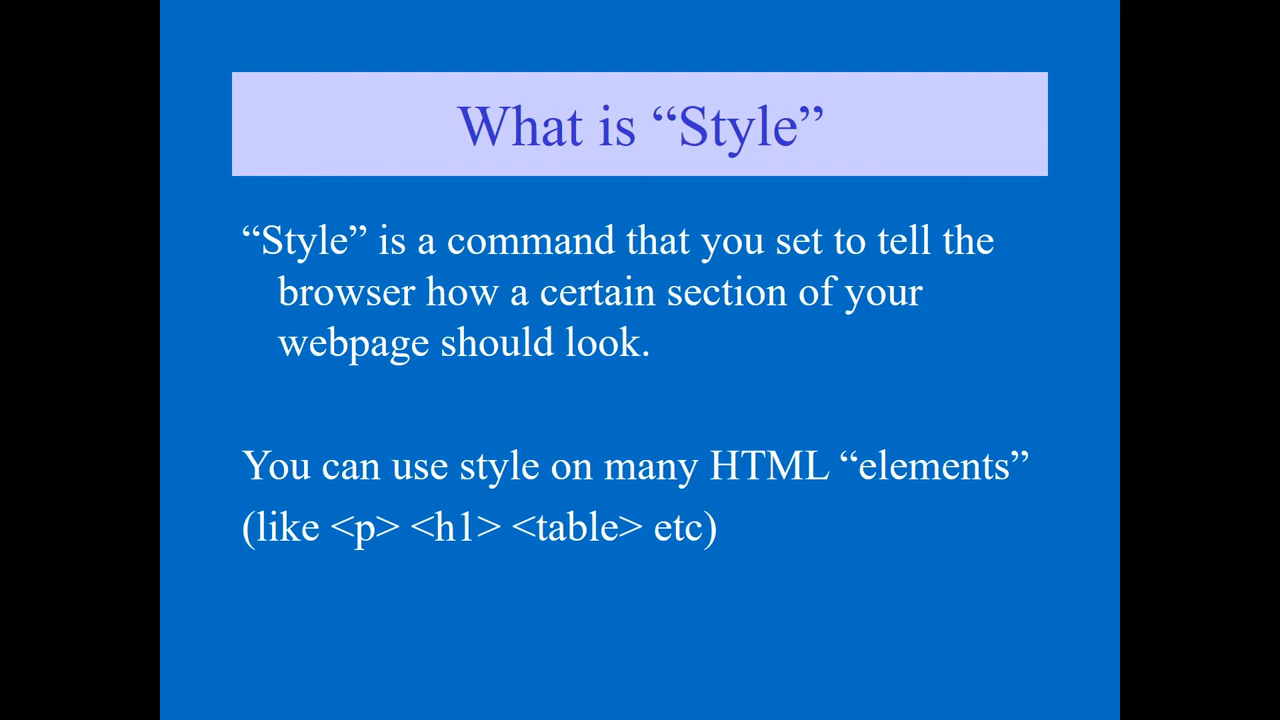 What is “Style”
“Style” is a command that you set to tell the
browser how a certain section of your
webpage should look.
You can use style on many HTML “elements”
(like <p> <h1> <table> etc)